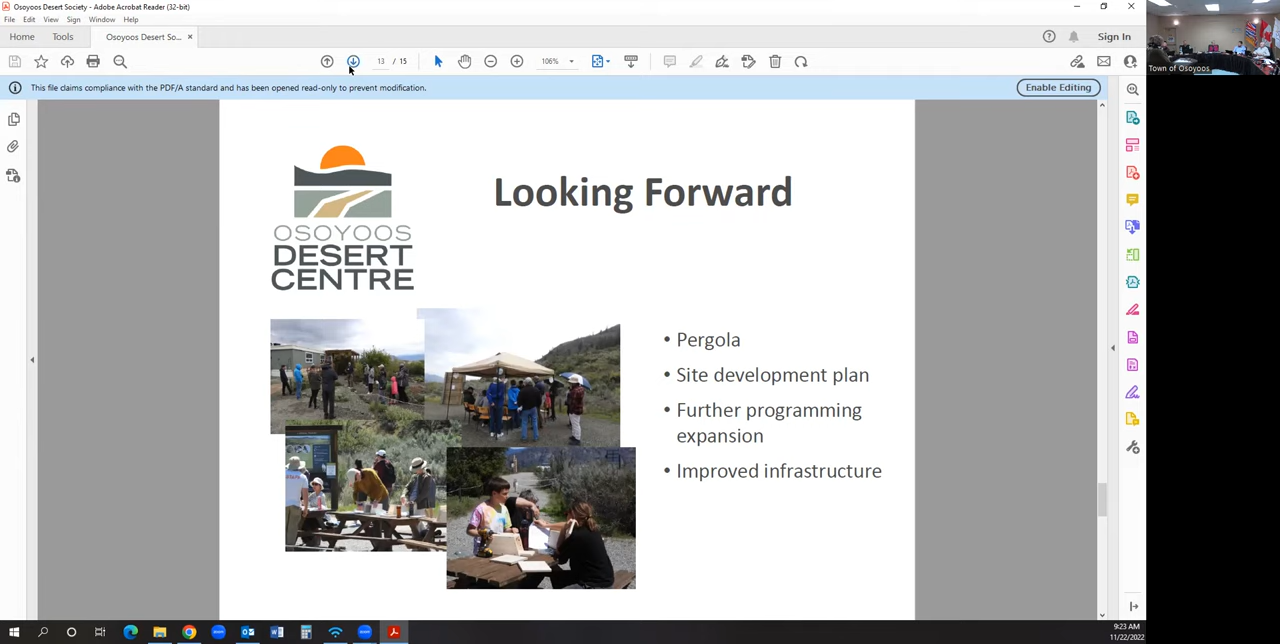 Osoyoos Desert Society - Adobe Acrobat Reader (32-bit)
File Edit View Sign Window Help
Home Tools Osoyoos Desert So... × Sign In
13 / 15 106%
This file claims compliance with the PDF/A standard and has been opened read-only to prevent modification. Enable Editing
Town of Osoyoos
Looking Forward
OSOYOOS
DESERT
CENTRE
• Pergola
• Site development plan
• Further programming
expansion
• Improved infrastructure
9:23 AM
11/22/2022